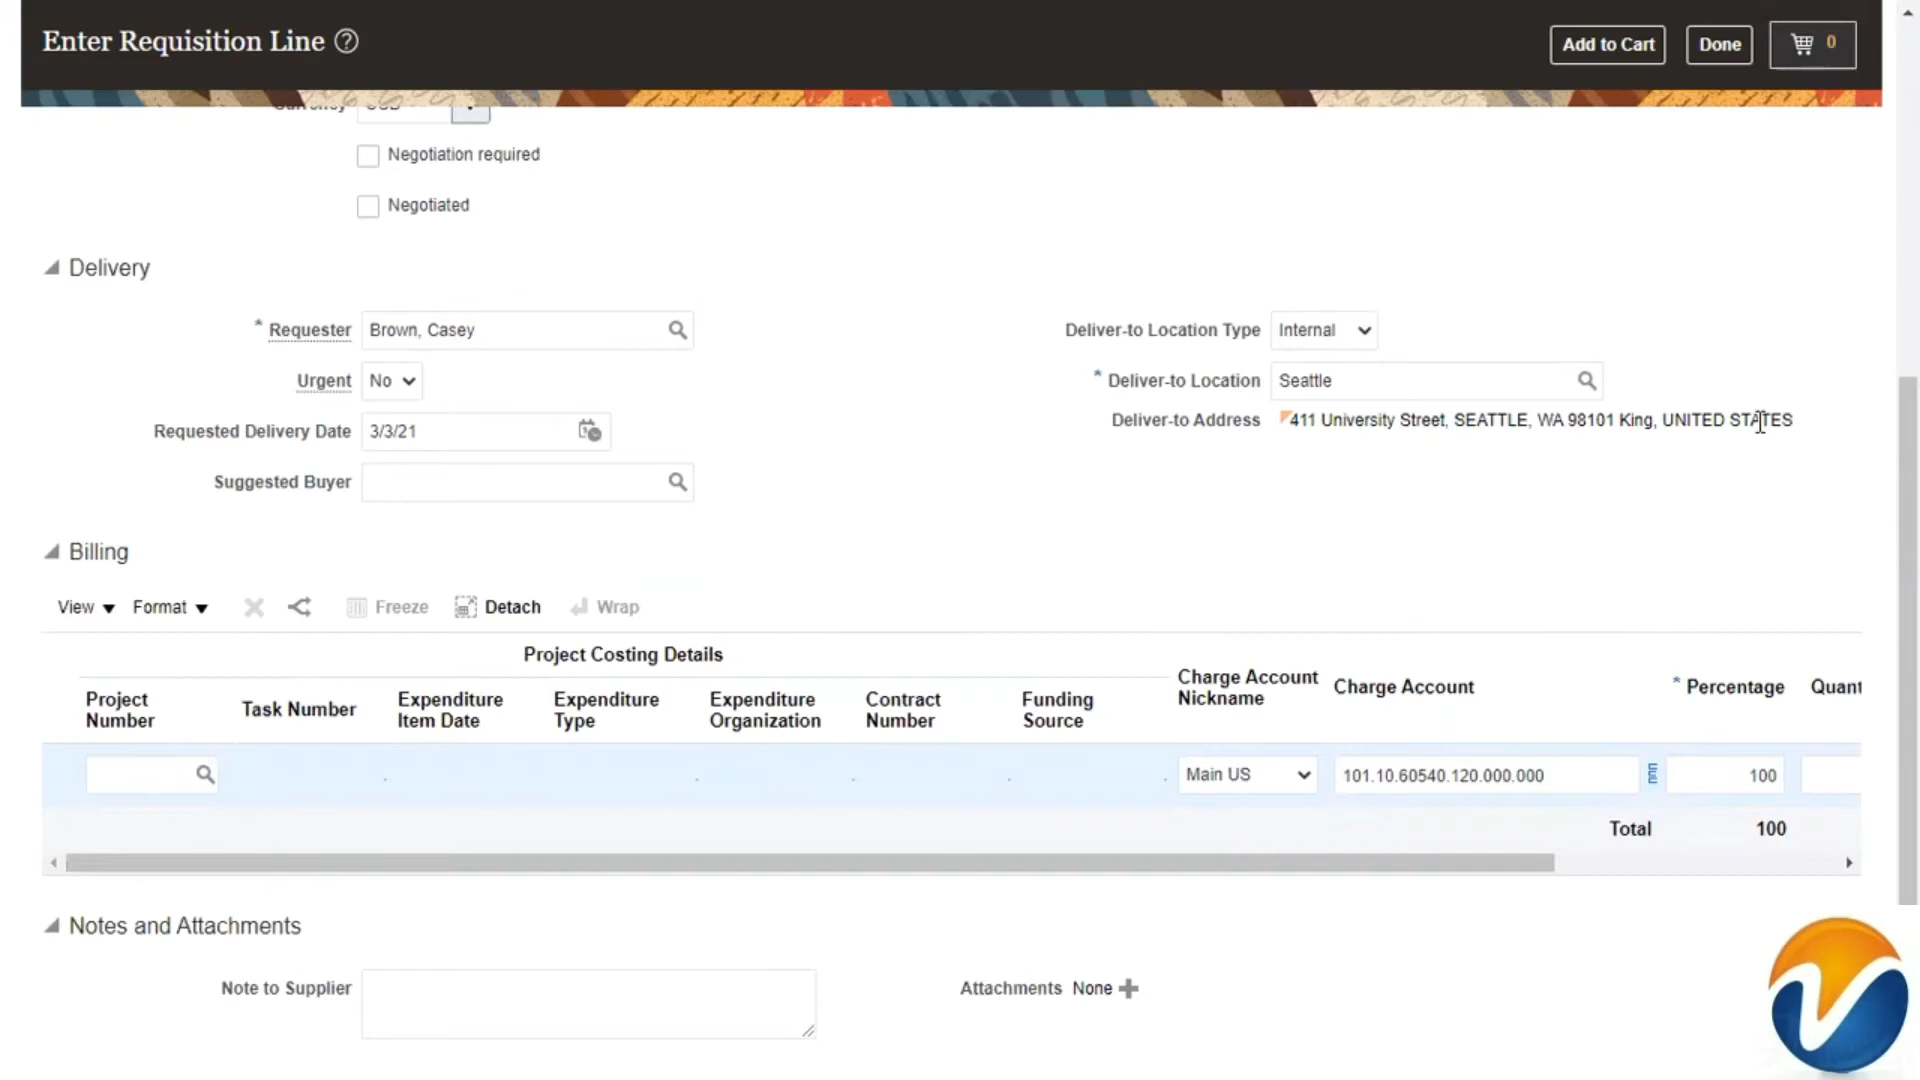 Enter Requisition Line
Add to Cart
Done
0
Currency USD
Negotiation required
Negotiated
Delivery
* Requester Brown, Casey
Deliver-to Location Type Internal
Urgent No
* Deliver-to Location Seattle
Deliver-to Address 411 University Street, SEATTLE, WA 98101 King, UNITED STATES
Requested Delivery Date 3/3/21
Suggested Buyer
Billing
View Format Freeze Detach Wrap
Project Costing Details
Project Number
Task Number
Expenditure Item Date
Expenditure Type
Expenditure Organization
Contract Number
Funding Source
Charge Account Nickname
Charge Account
* Percentage
Quant
Main US
101.10.60540.120.000.000
100
Total 100
Notes and Attachments
Note to Supplier
Attachments None